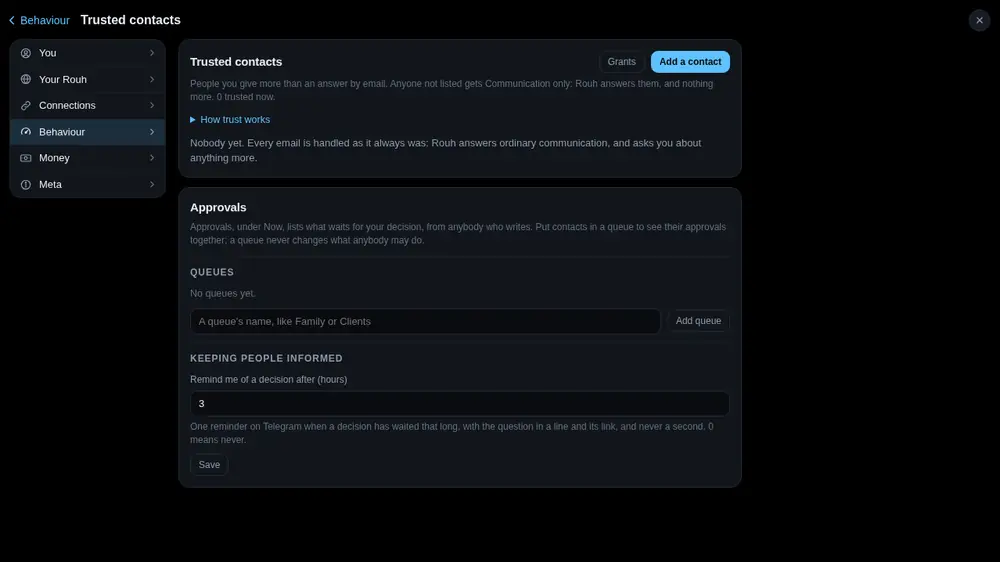 Behaviour Trusted contacts
You
Your Rouh
Connections
Behaviour
Money
Meta
Trusted contacts
Grants
Add a contact
People you give more than an answer by email. Anyone not listed gets Communication only: Rouh answers them, and nothing
more. 0 trusted now.
How trust works
Nobody yet. Every email is handled as it always was: Rouh answers ordinary communication, and asks you about
anything more.
Approvals
Approvals, under Now, lists what waits for your decision, from anybody who writes. Put contacts in a queue to see their approvals
together; a queue never changes what anybody may do.
QUEUES
No queues yet.
A queue's name, like Family or Clients
Add queue
KEEPING PEOPLE INFORMED
Remind me of a decision after (hours)
3
One reminder on Telegram when a decision has waited that long, with the question in a line and its link, and never a second. 0
means never.
Save